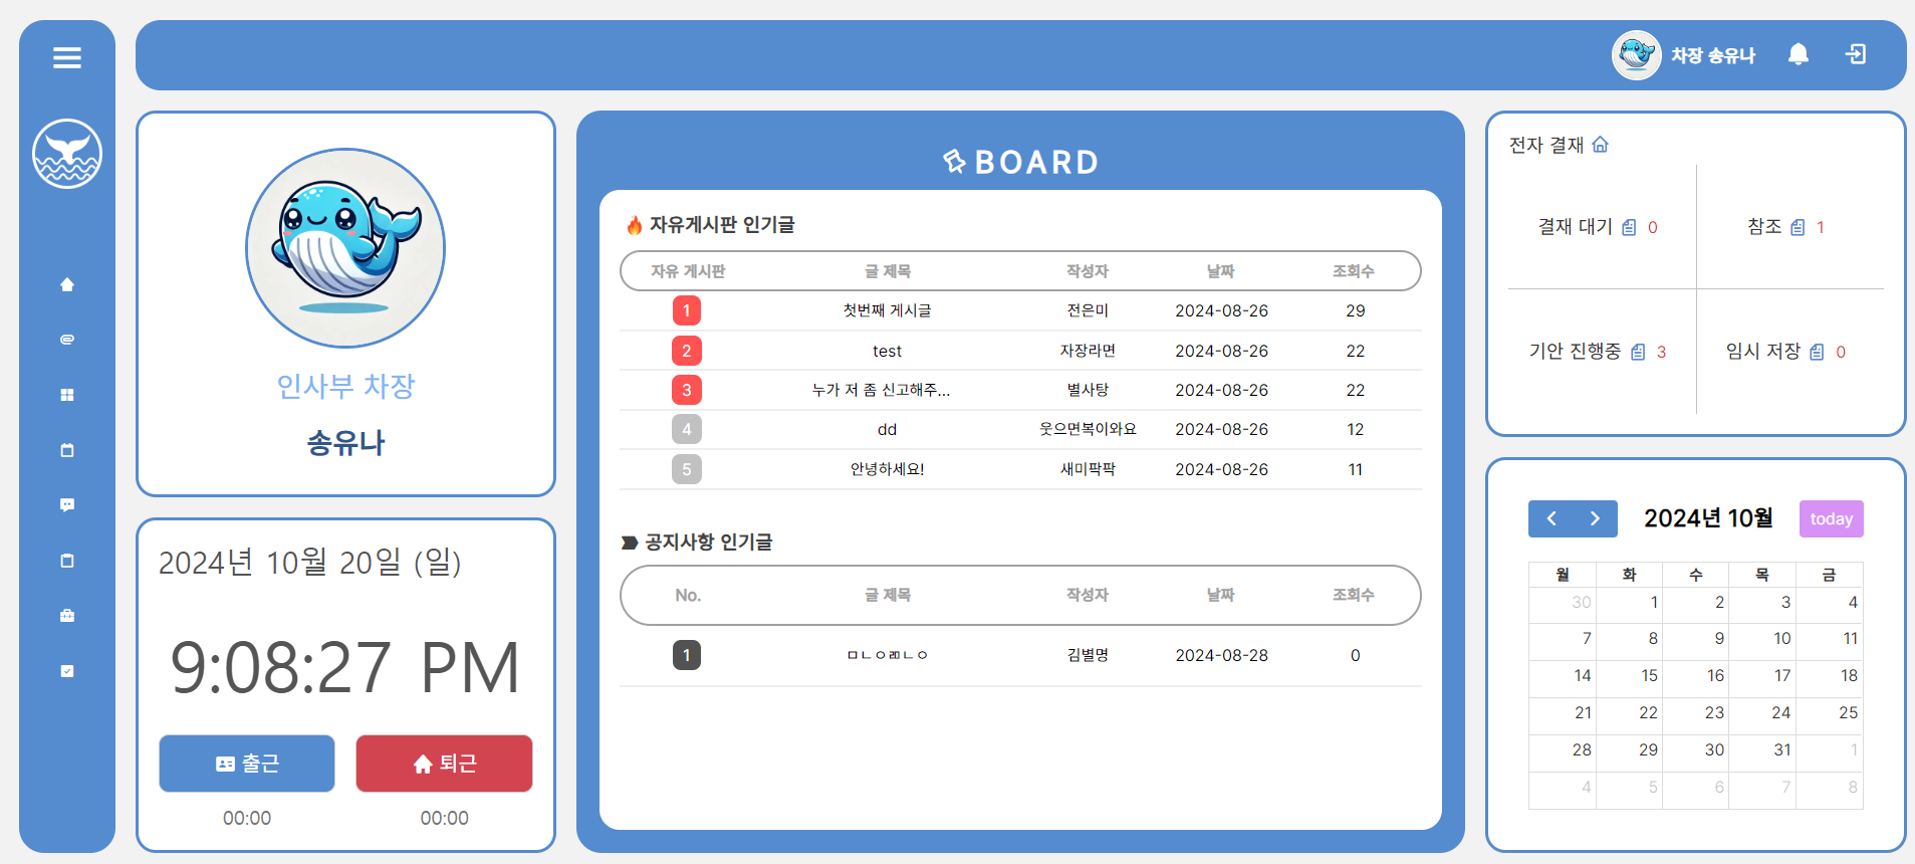 차장 송유나
인사부 차장
송유나
2024년 10월 20일 (일)
9:08:27 PM
출근 퇴근
00:00 00:00
BOARD
자유게시판 인기글
자유 게시판 글 제목 작성자 날짜 조회수
1 첫번째 게시글 전은미 2024-08-26 29
2 test 자장라면 2024-08-26 22
3 누가 저 좀 신고해주... 별사탕 2024-08-26 22
4 dd 웃으면복이와요 2024-08-26 12
5 안녕하세요! 새미팍팍 2024-08-26 11
공지사항 인기글
No. 글 제목 작성자 날짜 조회수
1 ㅁㄴㅇㄻㄴㅇ 김별명 2024-08-28 0
전자 결재
결재 대기 0 참조 1
기안 진행중 3 임시 저장 0
2024년 10월 today
월 화 수 목 금
30 1 2 3 4
7 8 9 10 11
14 15 16 17 18
21 22 23 24 25
28 29 30 31 1
4 5 6 7 8